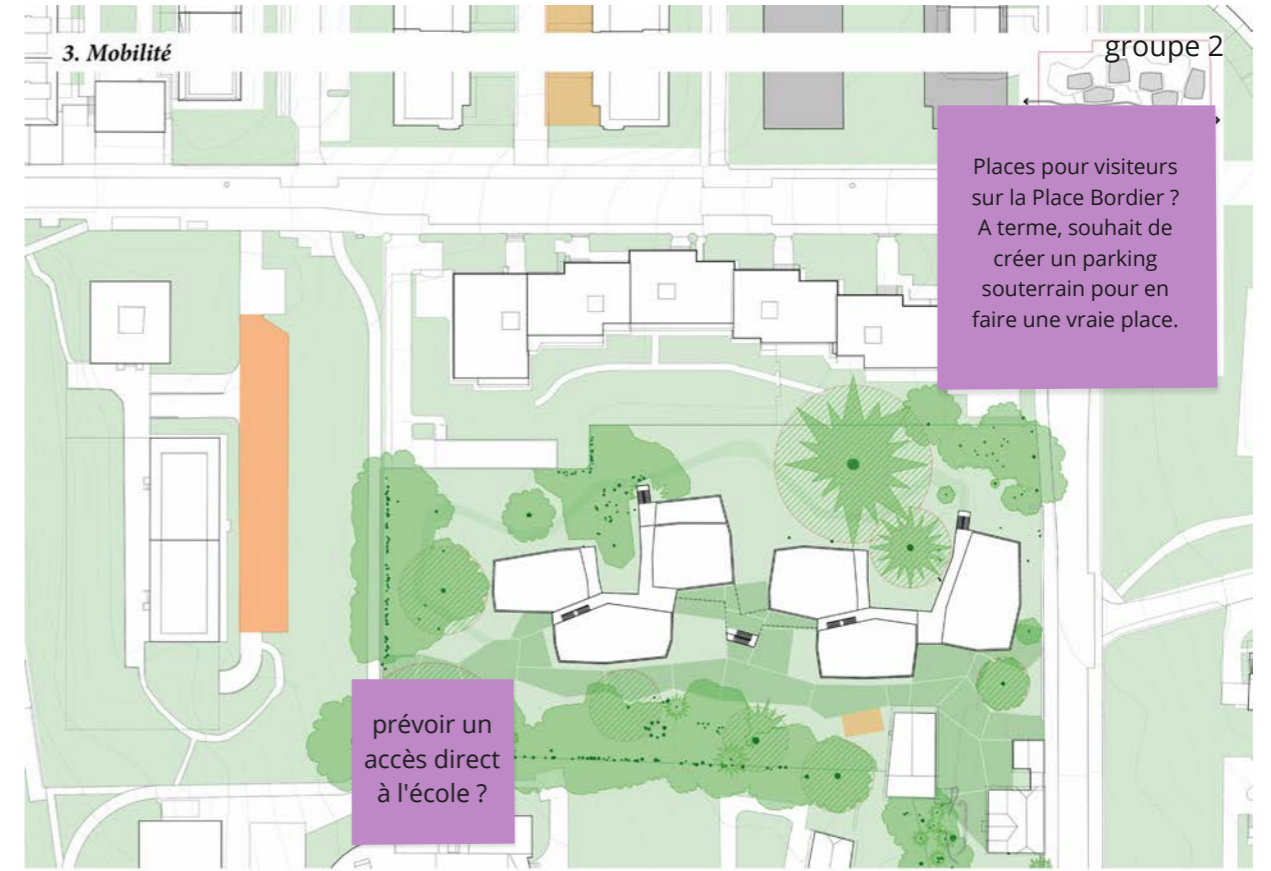 3. Mobilité
groupe 2
Places pour visiteurs
sur la Place Bordier ?
A terme, souhait de
créer un parking
souterrain pour en
faire une vraie place.
prévoir un
accès direct
à l'école ?